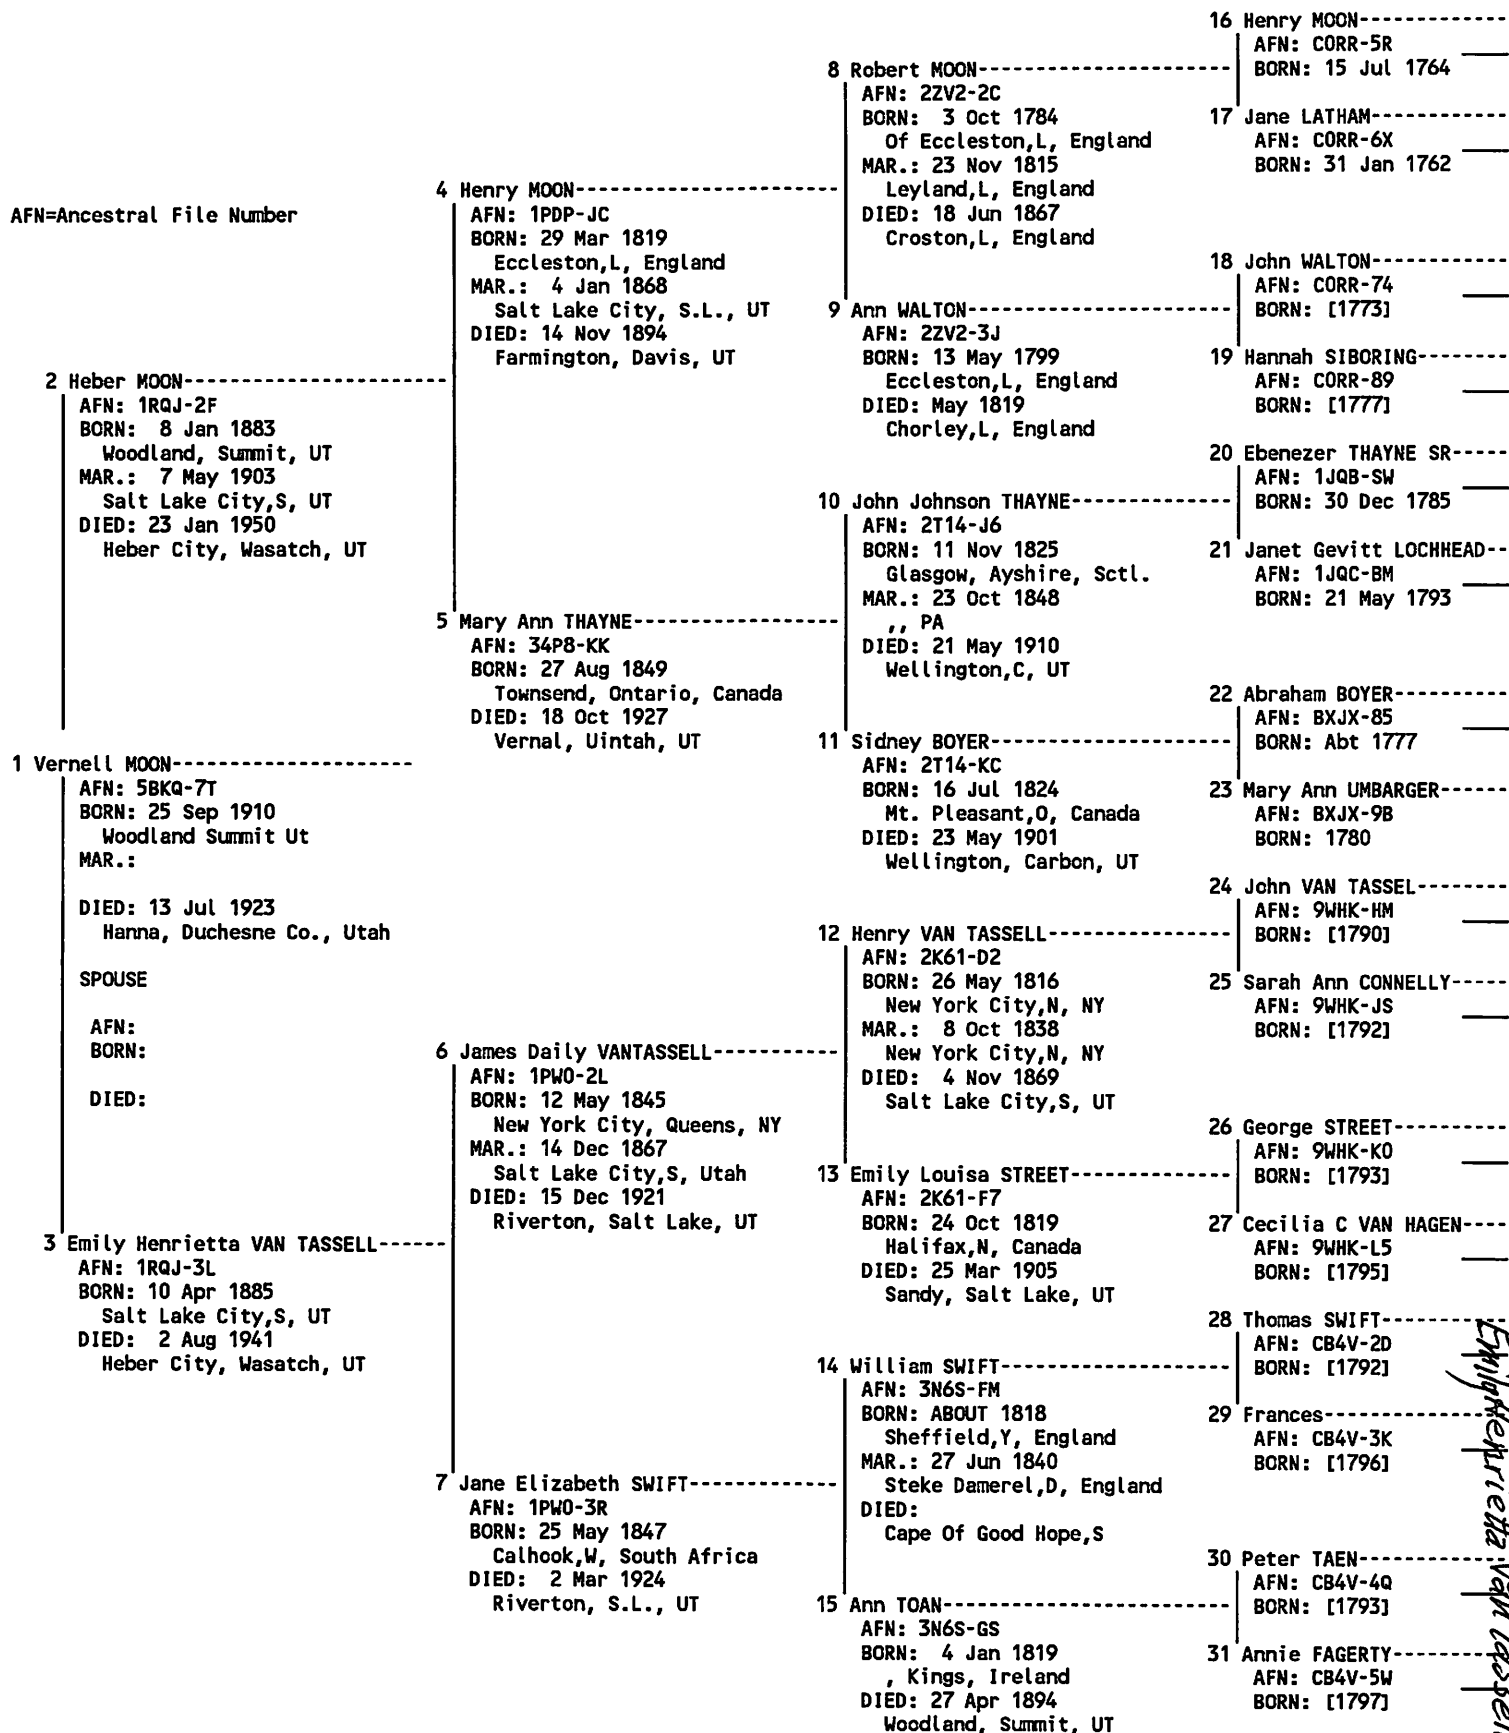 AFN=Ancestral File Number
1 Vernell MOON--------------------
AFN: 5BKQ-7T
BORN: 25 Sep 1910
Woodland Summit Ut
MAR.:
DIED: 13 Jul 1923
Hanna, Duchesne Co., Utah
SPOUSE
AFN:
BORN:
DIED:
2 Heber MOON----------------------
AFN: 1RQJ-2F
BORN: 8 Jan 1883
Woodland, Summit, UT
MAR.: 7 May 1903
Salt Lake City,S, UT
DIED: 23 Jan 1950
Heber City, Wasatch, UT
3 Emily Henrietta VAN TASSELL------
AFN: 1RQJ-3L
BORN: 10 Apr 1885
Salt Lake City,S, UT
DIED: 2 Aug 1941
Heber City, Wasatch, UT
4 Henry MOON----------------------
AFN: 1PDP-JC
BORN: 29 Mar 1819
Eccleston,L, England
MAR.: 4 Jan 1868
Salt Lake City, S.L., UT
DIED: 14 Nov 1894
Farmington, Davis, UT
5 Mary Ann THAYNE-----------------
AFN: 34P8-KK
BORN: 27 Aug 1849
Townsend, Ontario, Canada
DIED: 18 Oct 1927
Vernal, Uintah, UT
6 James Daily VANTASSELL-----------
AFN: 1PW0-2L
BORN: 12 May 1845
New York City, Queens, NY
MAR.: 14 Dec 1867
Salt Lake City,S, Utah
DIED: 15 Dec 1921
Riverton, Salt Lake, UT
7 Jane Elizabeth SWIFT-------------
AFN: 1PW0-3R
BORN: 25 May 1847
Calhook,W, South Africa
DIED: 2 Mar 1924
Riverton, S.L., UT
8 Robert MOON---------------------
AFN: 2ZV2-2C
BORN: 3 Oct 1784
Of Eccleston,L, England
MAR.: 23 Nov 1815
Leyland,L, England
DIED: 18 Jun 1867
Croston,L, England
9 Ann WALTON----------------------
AFN: 2ZV2-3J
BORN: 13 May 1799
Eccleston,L, England
DIED: May 1819
Chorley,L, England
10 John Johnson THAYNE-------------
AFN: 2T14-J6
BORN: 11 Nov 1825
Glasgow, Ayshire, Sctl.
MAR.: 23 Oct 1848
,, PA
DIED: 21 May 1910
Wellington,C, UT
11 Sidney BOYER--------------------
AFN: 2T14-KC
BORN: 16 Jul 1824
Mt. Pleasant,O, Canada
DIED: 23 May 1901
Wellington, Carbon, UT
12 Henry VAN TASSELL---------------
AFN: 2K61-D2
BORN: 26 May 1816
New York City,N, NY
MAR.: 8 Oct 1838
New York City,N, NY
DIED: 4 Nov 1869
Salt Lake City,S, UT
13 Emily Louisa STREET-------------
AFN: 2K61-F7
BORN: 24 Oct 1819
Halifax,N, Canada
DIED: 25 Mar 1905
Sandy, Salt Lake, UT
14 William SWIFT-------------------
AFN: 3N6S-FM
BORN: ABOUT 1818
Sheffield,Y, England
MAR.: 27 Jun 1840
Steke Damerel,D, England
DIED:
Cape Of Good Hope,S
15 Ann TOAN------------------------
AFN: 3N6S-GS
BORN: 4 Jan 1819
, Kings, Ireland
DIED: 27 Apr 1894
Woodland, Summit, UT
16 Henry MOON-------------
AFN: C0RR-5R
BORN: 15 Jul 1764
17 Jane LATHAM------------
AFN: C0RR-6X
BORN: 31 Jan 1762
18 John WALTON------------
AFN: C0RR-74
BORN: [1773]
19 Hannah SIBORING--------
AFN: C0RR-89
BORN: [1777]
20 Ebenezer THAYNE SR-----
AFN: 1JQB-SW
BORN: 30 Dec 1785
21 Janet Gevitt LOCHHEAD--
AFN: 1JQC-BM
BORN: 21 May 1793
22 Abraham BOYER----------
AFN: BXJX-85
BORN: Abt 1777
23 Mary Ann UMBARGER------
AFN: BXJX-9B
BORN: 1780
24 John VAN TASSEL--------
AFN: 9WHK-HM
BORN: [1790]
25 Sarah Ann CONNELLY-----
AFN: 9WHK-JS
BORN: [1792]
26 George STREET----------
AFN: 9WHK-K0
BORN: [1793]
27 Cecilia C VAN HAGEN----
AFN: 9WHK-L5
BORN: [1795]
28 Thomas SWIFT-----------
AFN: CB4V-2D
BORN: [1792]
29 Frances----------------
AFN: CB4V-3K
BORN: [1796]
30 Peter TAEN-------------
AFN: CB4V-4Q
BORN: [1793]
31 Annie FAGERTY----------
AFN: CB4V-5W
BORN: [1797]
Emily Henrietta Van Tassell